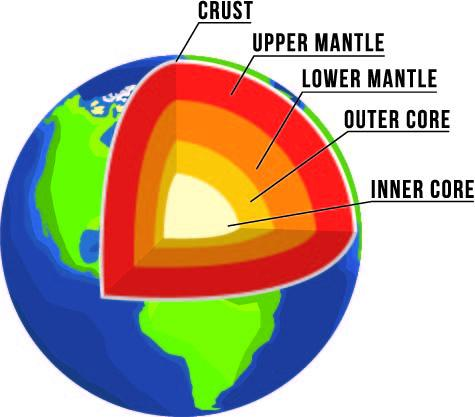 CRUST
UPPER MANTLE
LOWER MANTLE
OUTER CORE
INNER CORE